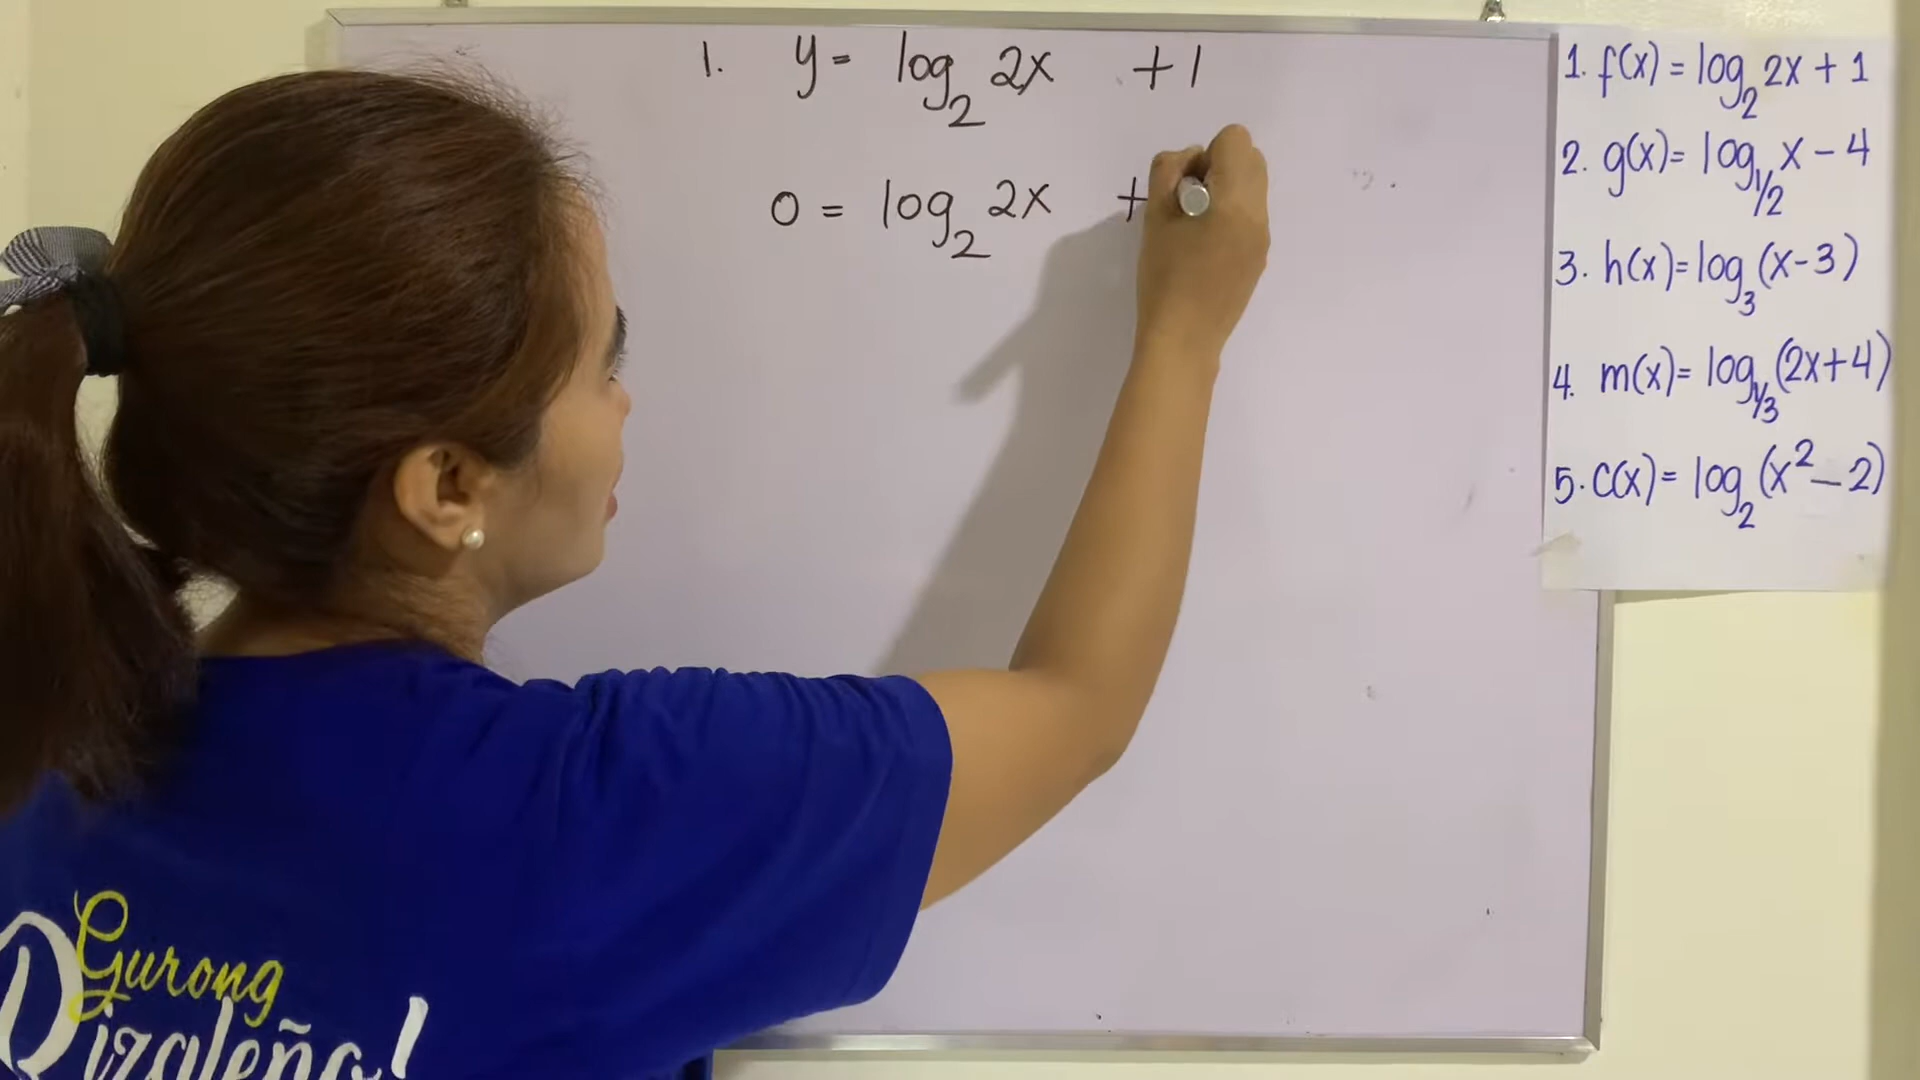 1. y = log₂ 2x + 1
0 = log₂ 2x +
1. f(x) = log₂ 2x + 1
2. g(x) = log₁/₂ x - 4
3. h(x) = log₃ (x-3)
4. m(x) = log₁/₃ (2x+4)
5. c(x) = log₂ (x² - 2)
Gurong
Rizaleño!